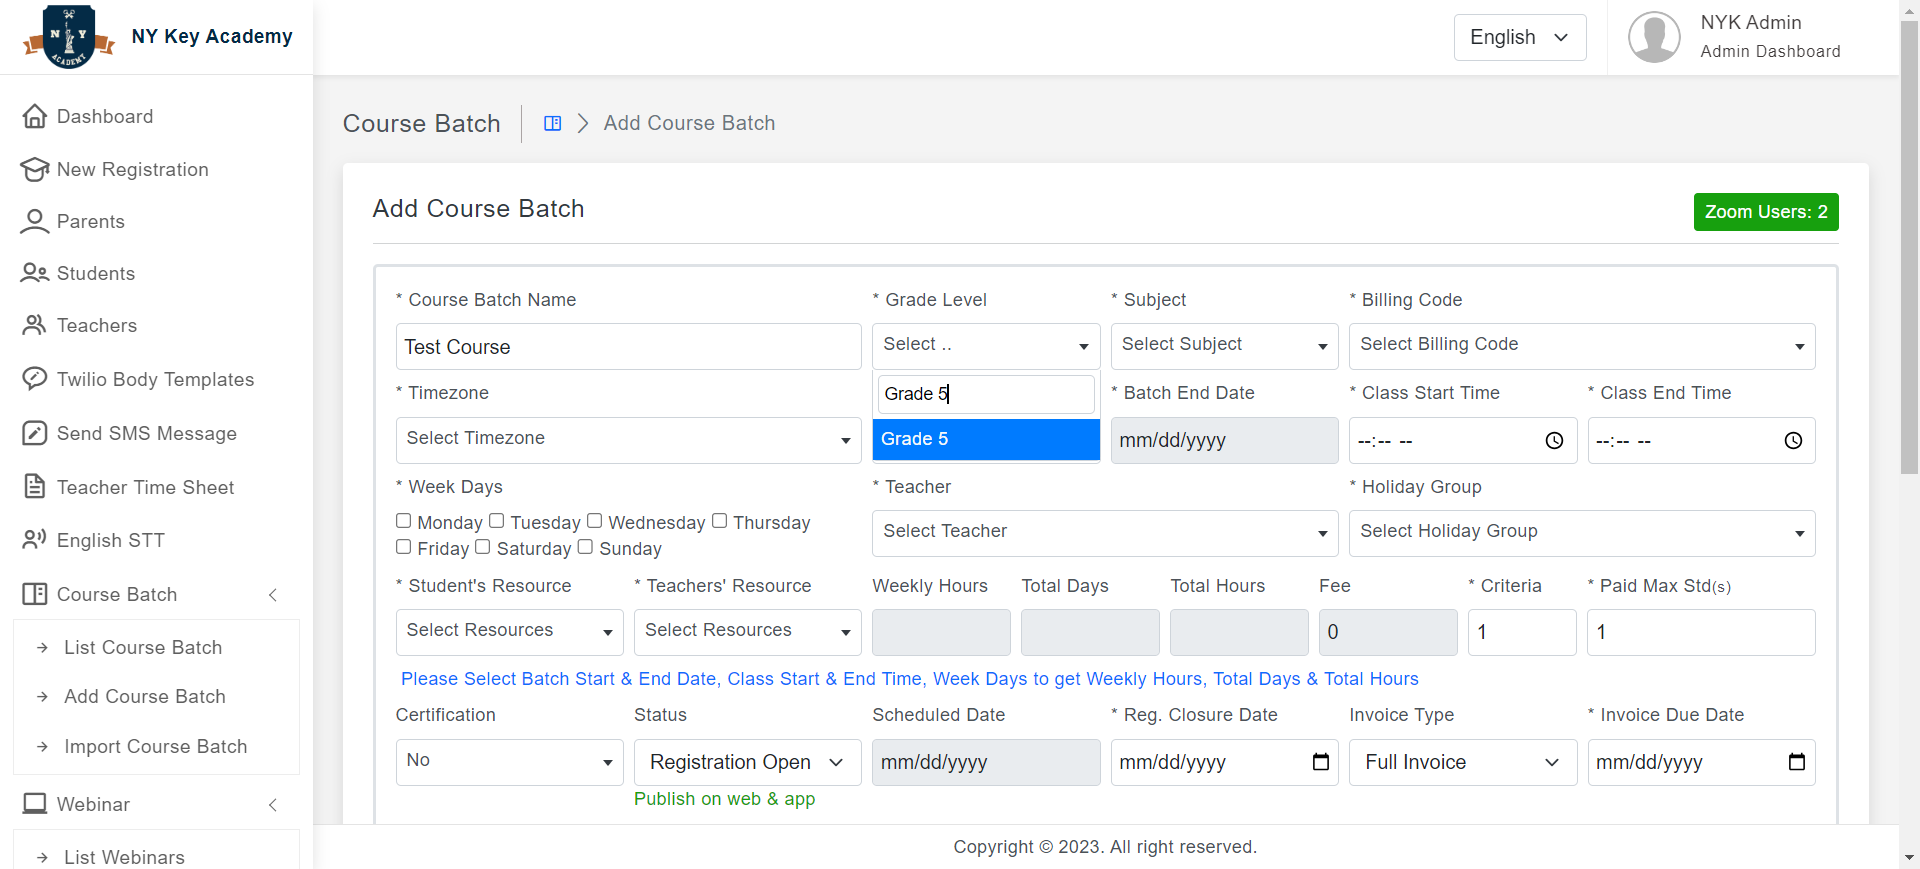 NY Key Academy
N Y
ACADEMY
English
NYK Admin
Admin Dashboard
Dashboard
New Registration
Parents
Students
Teachers
Twilio Body Templates
Send SMS Message
Teacher Time Sheet
English STT
Course Batch
List Course Batch
Add Course Batch
Import Course Batch
Webinar
List Webinars
Course Batch
Add Course Batch
Add Course Batch
Zoom Users: 2
* Course Batch Name
* Grade Level
* Subject
* Billing Code
Test Course
Select ..
Select Subject
Select Billing Code
* Timezone
Grade 5
* Batch End Date
* Class Start Time
* Class End Time
Select Timezone
Grade 5
mm/dd/yyyy
--:-- --
--:-- --
* Week Days
* Teacher
* Holiday Group
Monday Tuesday Wednesday Thursday
Friday Saturday Sunday
Select Teacher
Select Holiday Group
* Student's Resource
* Teachers' Resource
Weekly Hours
Total Days
Total Hours
Fee
* Criteria
* Paid Max Std(s)
Select Resources
Select Resources
0
1
1
Please Select Batch Start & End Date, Class Start & End Time, Week Days to get Weekly Hours, Total Days & Total Hours
Certification
Status
Scheduled Date
* Reg. Closure Date
Invoice Type
* Invoice Due Date
No
Registration Open
mm/dd/yyyy
mm/dd/yyyy
Full Invoice
mm/dd/yyyy
Publish on web & app
Copyright © 2023. All right reserved.